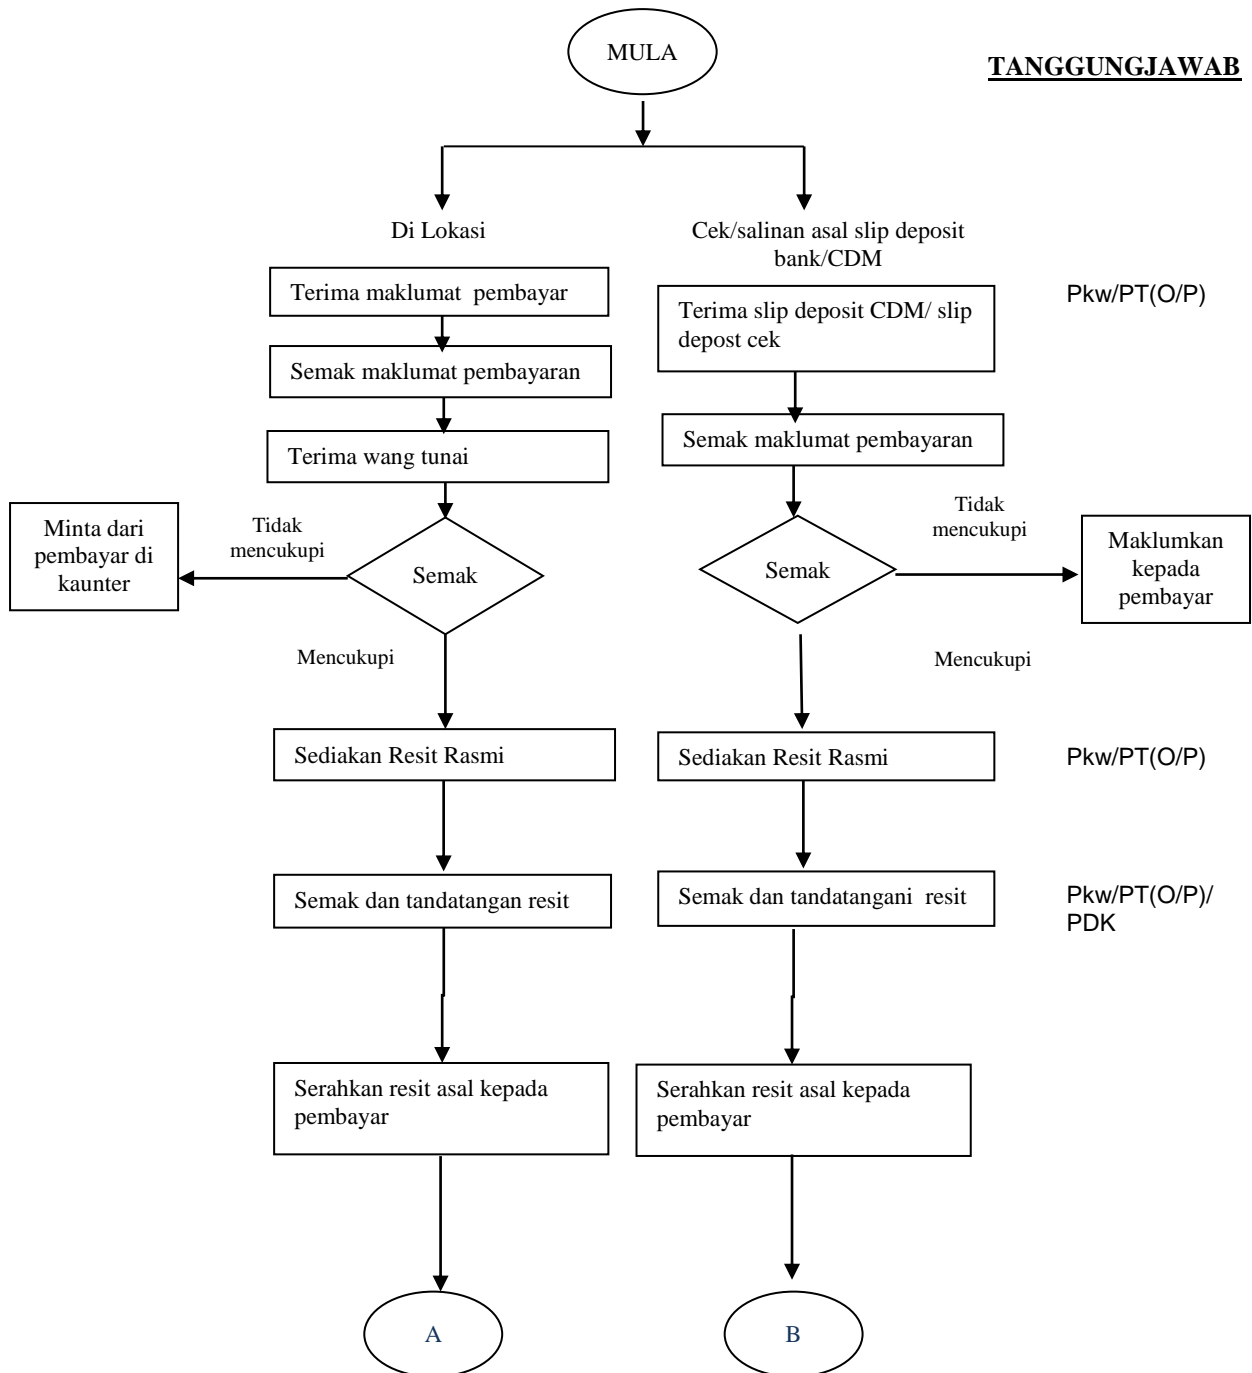 MULA
TANGGUNGJAWAB
Di Lokasi
Cek/salinan asal slip deposit
bank/CDM
Terima maklumat pembayar
Terima slip deposit CDM/ slip
depost cek
Pkw/PT(O/P)
Semak maklumat pembayaran
Semak maklumat pembayaran
Terima wang tunai
Minta dari
pembayar di
kaunter
Tidak
mencukupi
Semak
Semak
Tidak
mencukupi
Maklumkan
kepada
pembayar
Mencukupi
Mencukupi
Sediakan Resit Rasmi
Sediakan Resit Rasmi
Pkw/PT(O/P)
Semak dan tandatangan resit
Semak dan tandatangani resit
Pkw/PT(O/P)/
PDK
Serahkan resit asal kepada
pembayar
Serahkan resit asal kepada
pembayar
A
B